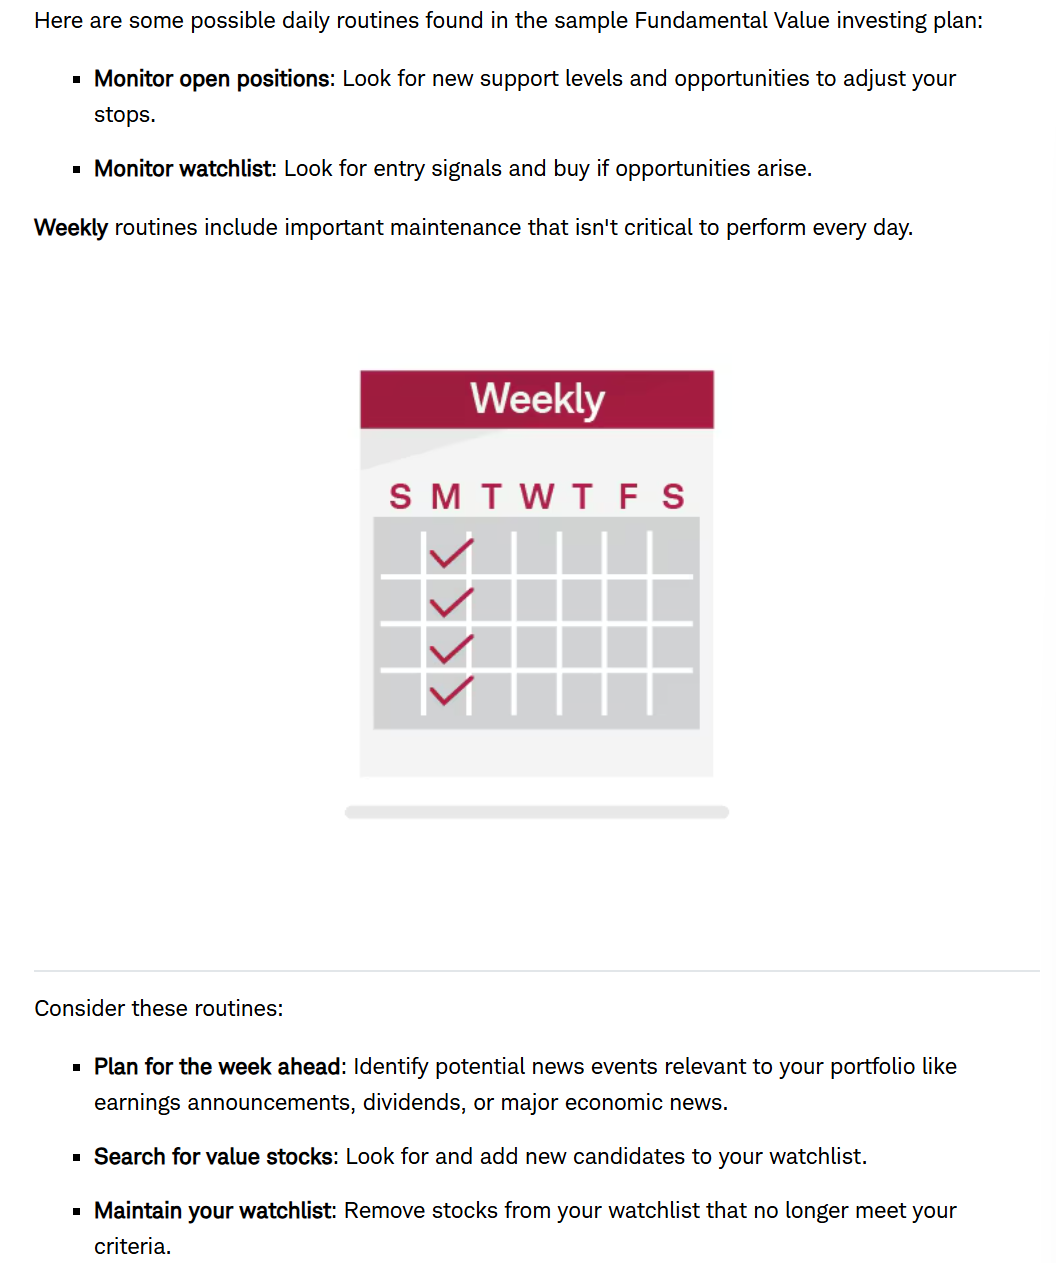 Here are some possible daily routines found in the sample Fundamental Value investing plan:
▪ Monitor open positions: Look for new support levels and opportunities to adjust your
stops.
▪ Monitor watchlist: Look for entry signals and buy if opportunities arise.
Weekly routines include important maintenance that isn't critical to perform every day.
Weekly
S M T W T F S
Consider these routines:
▪ Plan for the week ahead: Identify potential news events relevant to your portfolio like
earnings announcements, dividends, or major economic news.
▪ Search for value stocks: Look for and add new candidates to your watchlist.
▪ Maintain your watchlist: Remove stocks from your watchlist that no longer meet your
criteria.